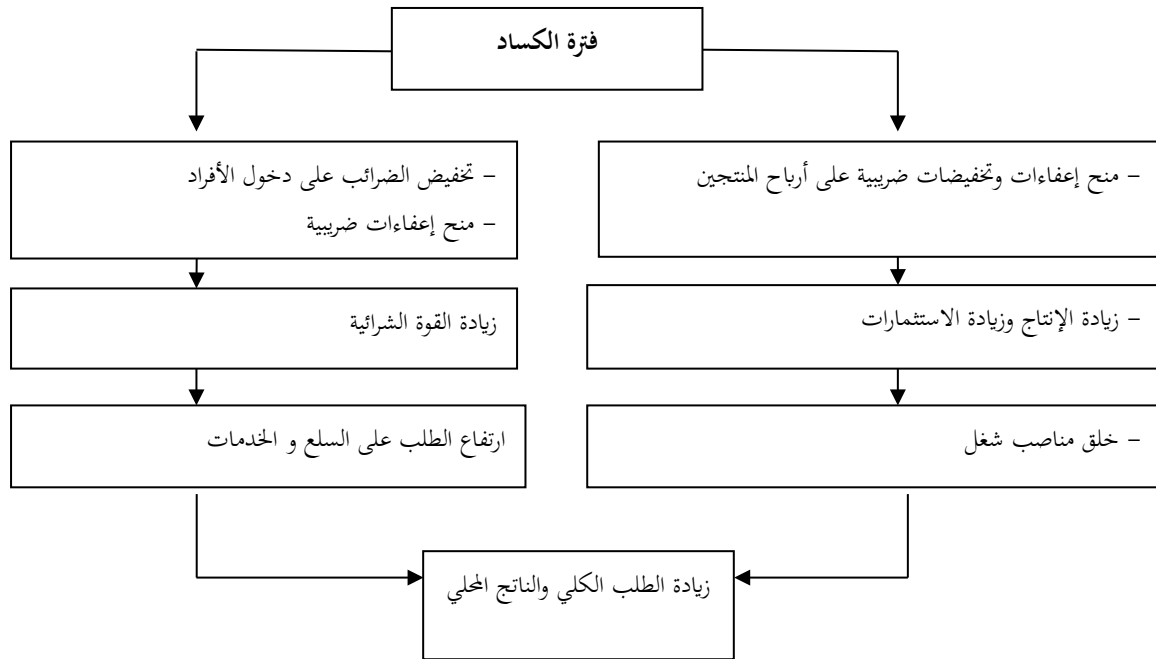 فترة الكساد
– منح إعفاءات وتخفيضات ضريبية على أرباح المنتجين
– تخفيض الضرائب على دخول الأفراد
– منح إعفاءات ضريبية
– زيادة الإنتاج وزيادة الاستثمارات
زيادة القوة الشرائية
– خلق مناصب شغل
ارتفاع الطلب على السلع و الخدمات
زيادة الطلب الكلي والناتج المحلي